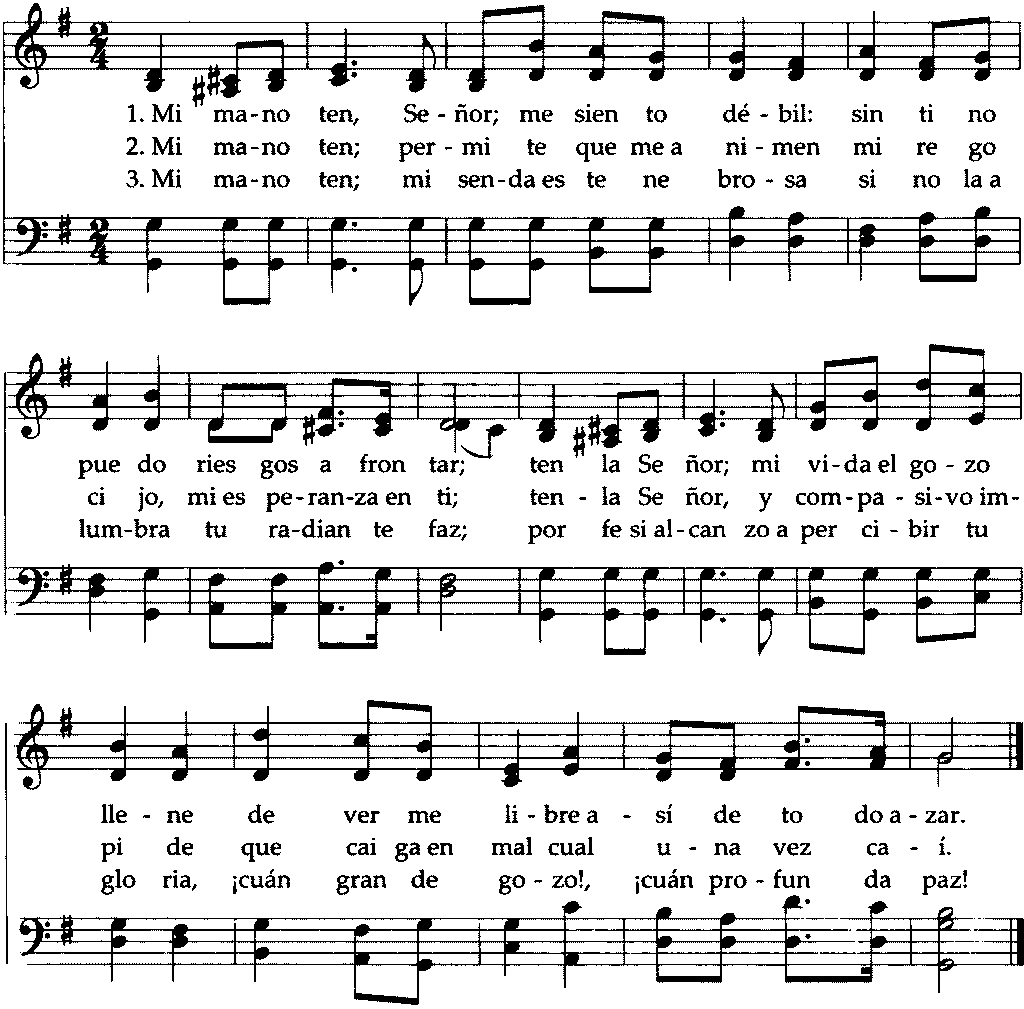 1. Mi ma-no ten, Se-ñor; me sien to dé-bil: sin ti no
2. Mi ma-no ten; per-mi te que me a ni-men mi re go
3. Mi ma-no ten; mi sen-da es te ne bro-sa si no la a
pue do ries gos a fron tar; ten la Se ñor; mi vi-da el go-zo
ci jo, mi es pe-ran-za en ti; ten-la Se ñor, y com-pa-si-vo im-
lum-bra tu ra-dian te faz; por fe si al-can zo a per ci-bir tu
lle-ne de ver me li-bre a-sí de to do a-zar.
pi de que cai ga en mal cual u-na vez ca-í.
glo ria, ¡cuán gran de go-zo!, ¡cuán pro-fun da paz!